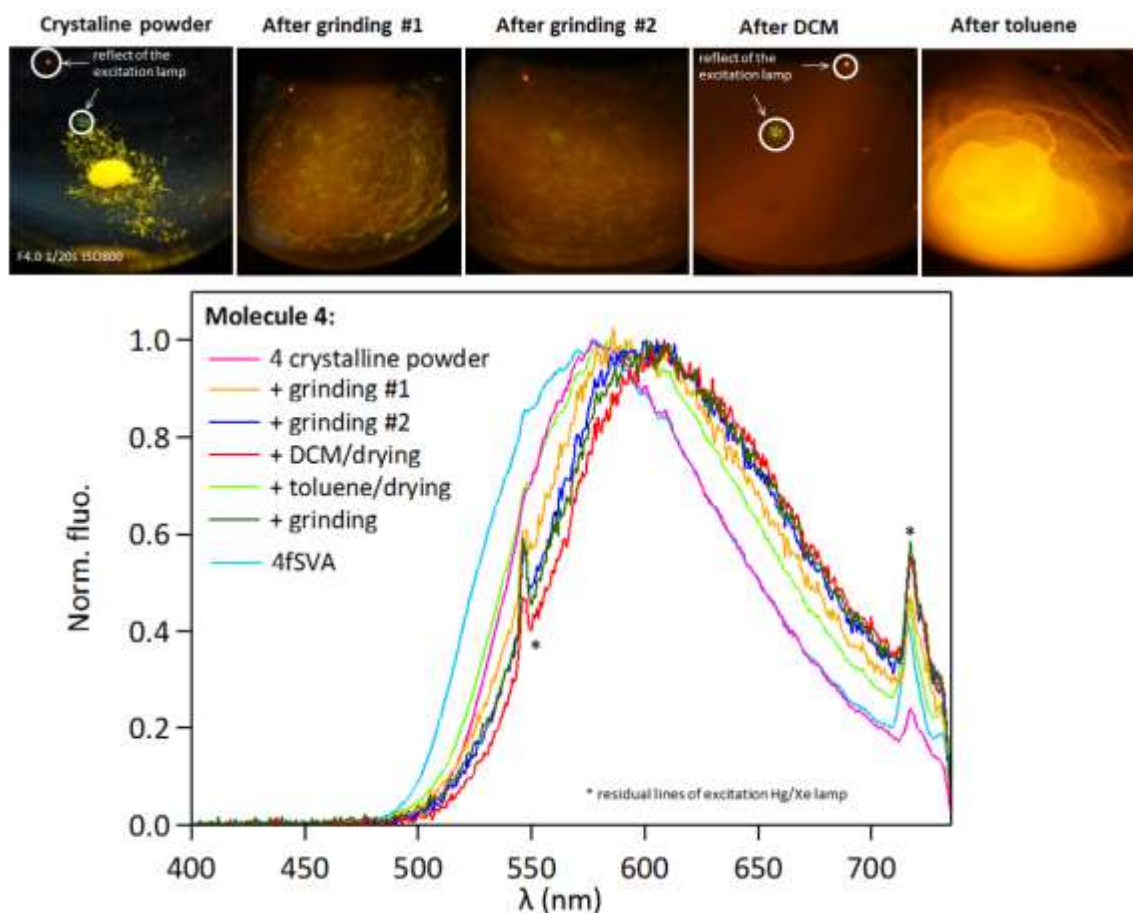 Crystaline powder After grinding #1 After grinding #2 After DCM After toluene
reflect of the
excitation lamp
reflect of the
excitation lamp
F4.0 1/20s ISO800
Molecule 4:
4 crystalline powder
+ grinding #1
+ grinding #2
+ DCM/drying
+ toluene/drying
+ grinding
4fSVA
1.0
0.8
0.6
0.4
0.2
0.0
Norm. fluo.
*
*
* residual lines of excitation Hg/Xe lamp
400 450 500 550 600 650 700
λ (nm)